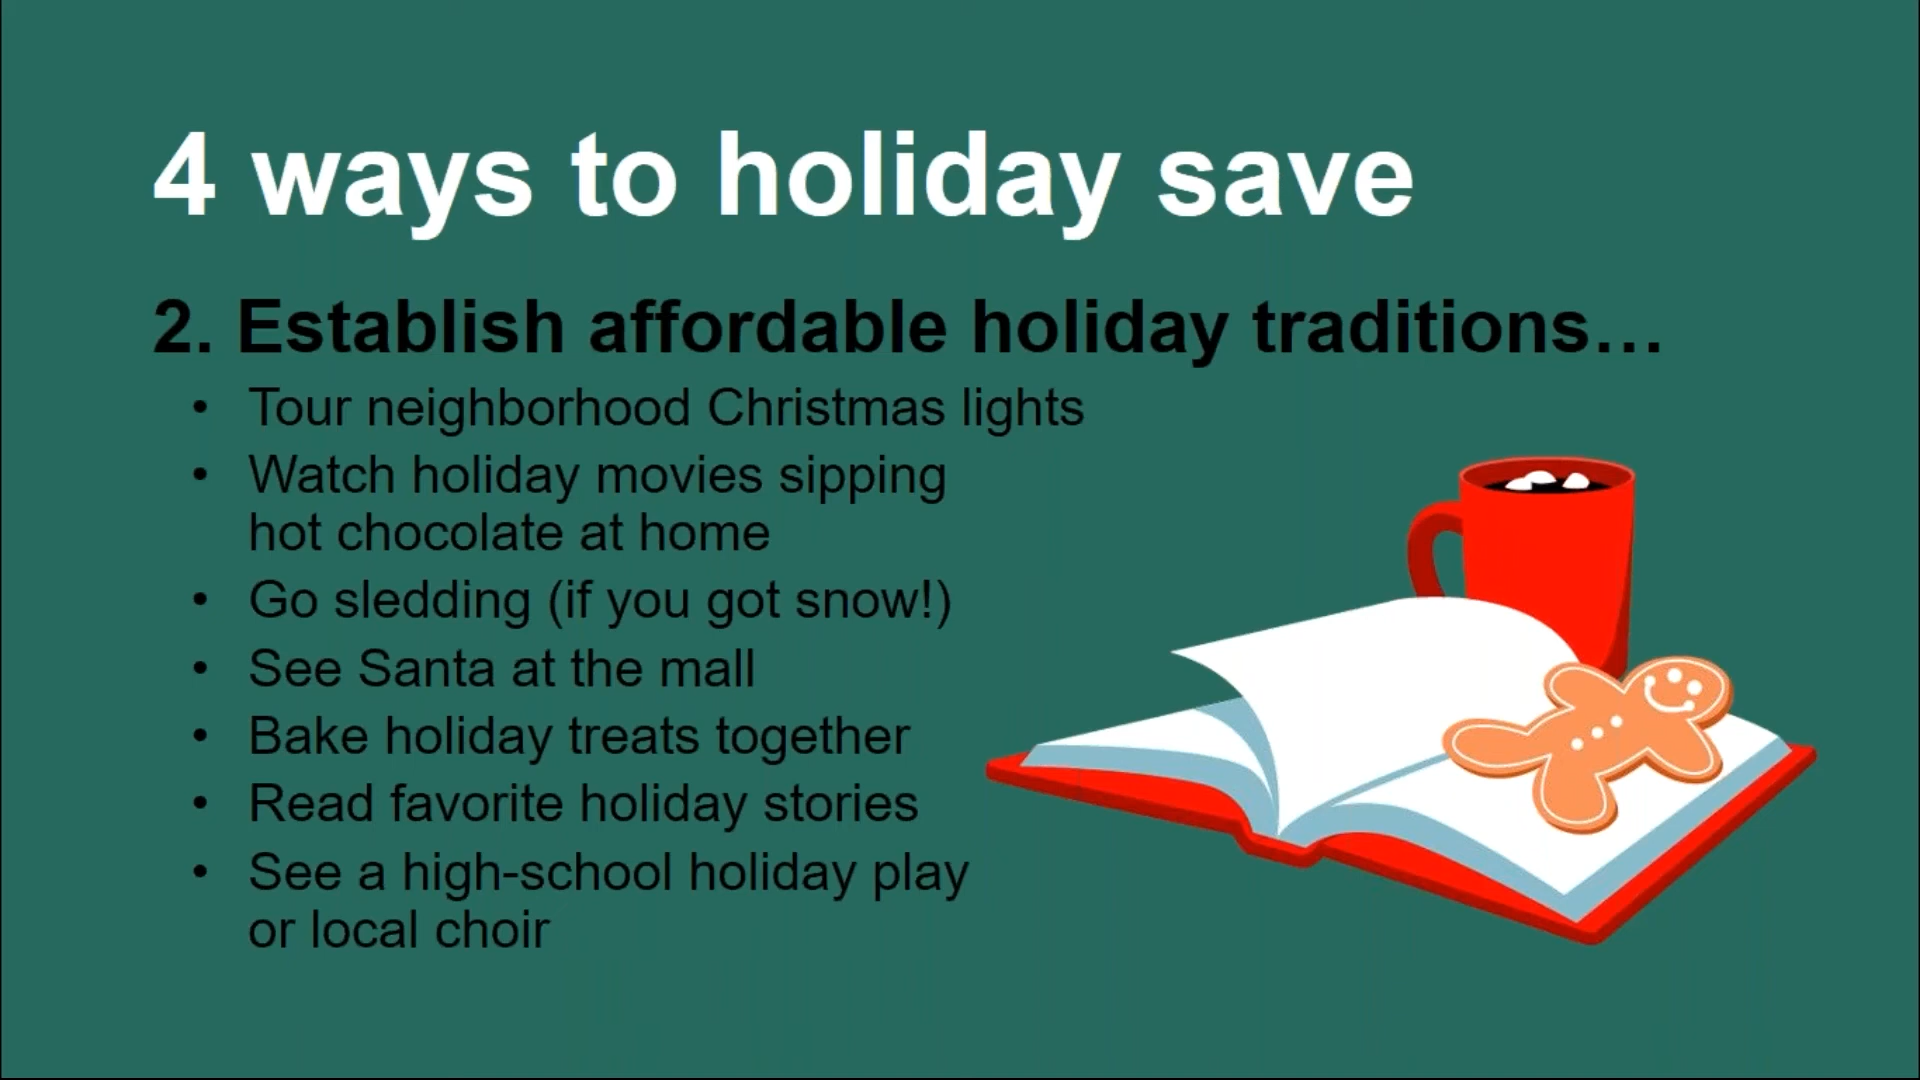 4 ways to holiday save
2. Establish affordable holiday traditions…
• Tour neighborhood Christmas lights
• Watch holiday movies sipping
hot chocolate at home
• Go sledding (if you got snow!)
• See Santa at the mall
• Bake holiday treats together
• Read favorite holiday stories
• See a high-school holiday play
or local choir